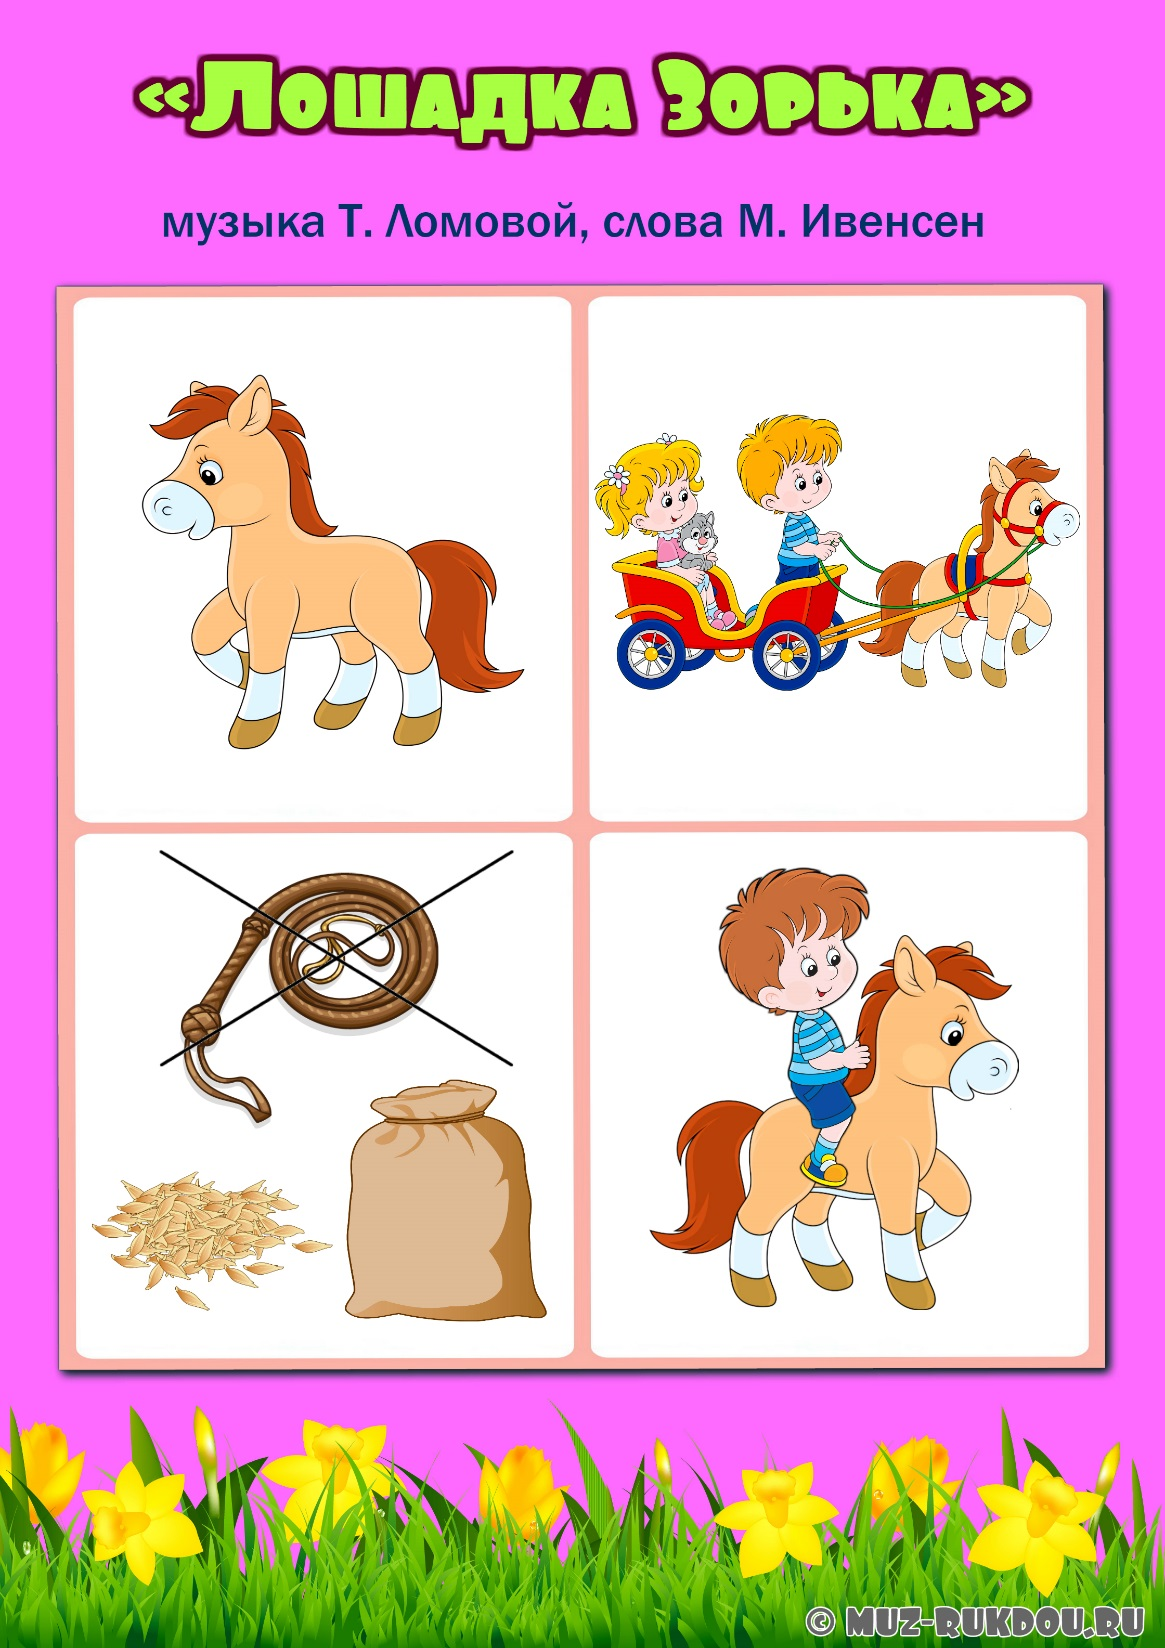 «Лошадка Зорька»
музыка Т. Ломовой, слова М. Ивенсен
© MUZ-RUKDOU.RU